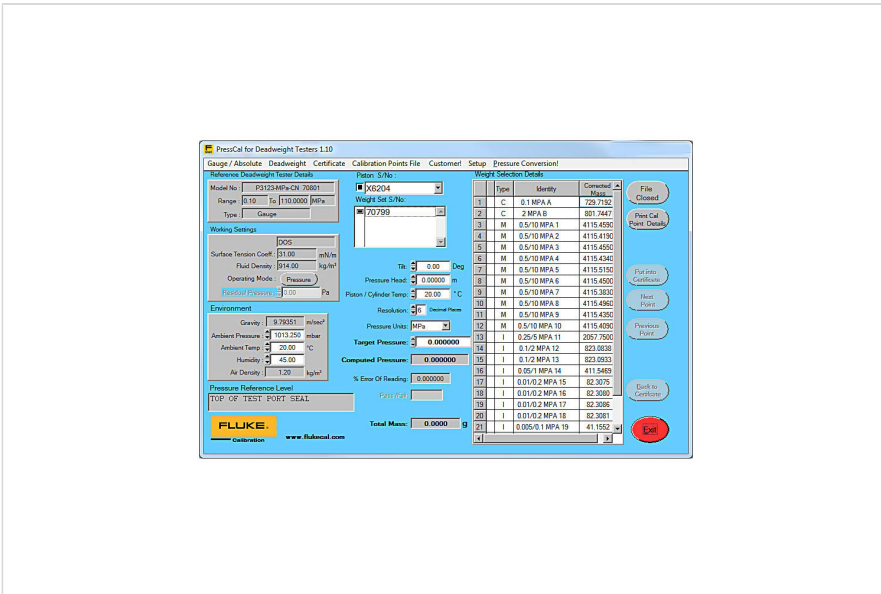 PressCal for Deadweight Testers 1.10
Gauge / Absolute Deadweight Certificate Calibration Points File Customer! Setup Pressure Conversion!
Reference Deadweight Tester Details
Model No : P3123-MPa-CN 70801
Range : 0.10 To 110.0000 MPa
Type : Gauge
Working Settings
DOS
Surface Tension Coeff.: 31.00 mN/m
Fluid Density : 914.00 kg/m³
Operating Mode : Pressure
Residual Pressure : 0.00 Pa
Environment
Gravity : 9.79351 m/sec²
Ambient Pressure : 1013.250 mbar
Ambient Temp : 20.00 °C
Humidity : 45.00
Air Density : 1.20 kg/m³
Pressure Reference Level
TOP OF TEST PORT SEAL
FLUKE
Calibration
www.flukecal.com
Piston S/No :
X6204
Weight Set S/No:
70799
Tilt: 0.00 Deg
Pressure Head: 0.00000 m
Piston / Cylinder Temp: 20.00 °C
Resolution: 6 Decimal Places
Pressure Units: MPa
Target Pressure: 0.000000
Computed Pressure: 0.000000
% Error Of Reading: 0.000000
Total Mass: 0.0000 g
Weight Selection Details
Type Identity Corrected Mass
1 C 0.1 MPA A 729.7192
2 C 2 MPA B 801.7447
3 M 0.5/10 MPA 1 4115.4590
4 M 0.5/10 MPA 2 4115.4190
5 M 0.5/10 MPA 3 4115.4550
6 M 0.5/10 MPA 4 4115.4340
7 M 0.5/10 MPA 5 4115.5150
8 M 0.5/10 MPA 6 4115.4500
9 M 0.5/10 MPA 7 4115.3830
10 M 0.5/10 MPA 8 4115.4960
11 M 0.5/10 MPA 9 4115.4350
12 M 0.5/10 MPA 10 4115.4090
13 I 0.25/5 MPA 11 2057.7500
14 I 0.1/2 MPA 12 823.0838
15 I 0.1/2 MPA 13 823.0933
16 I 0.05/1 MPA 14 411.5469
17 I 0.01/0.2 MPA 15 82.3075
18 I 0.01/0.2 MPA 16 82.3080
19 I 0.01/0.2 MPA 17 82.3086
20 I 0.01/0.2 MPA 18 82.3081
21 I 0.005/0.1 MPA 19 41.1552
File
Closed
Print Cal
Point Details
Put into
Certificate
Next
Point
Previous
Point
Back to
Certificate
Exit